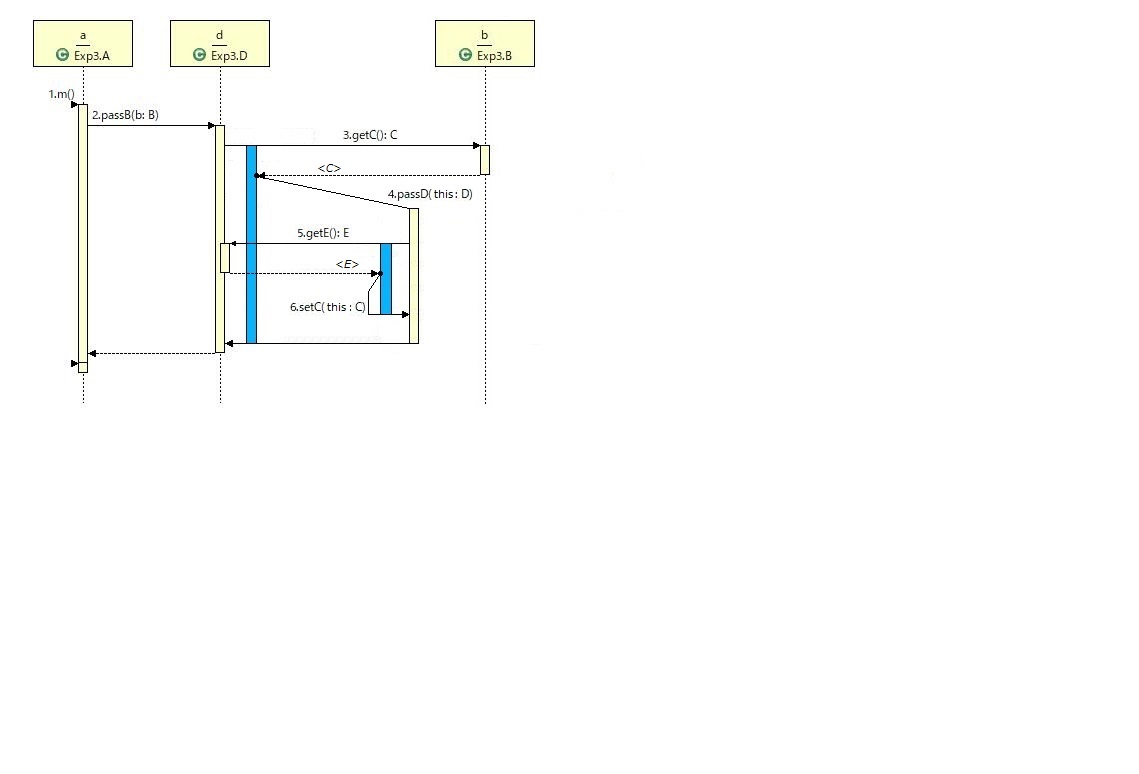 a
d
b
C Exp3.A
C Exp3.D
C Exp3.B
1.m()
2.passB(b: B)
3.getC(): C
<C>
4.passD( this : D)
5.getE(): E
<E>
6.setC( this : C)